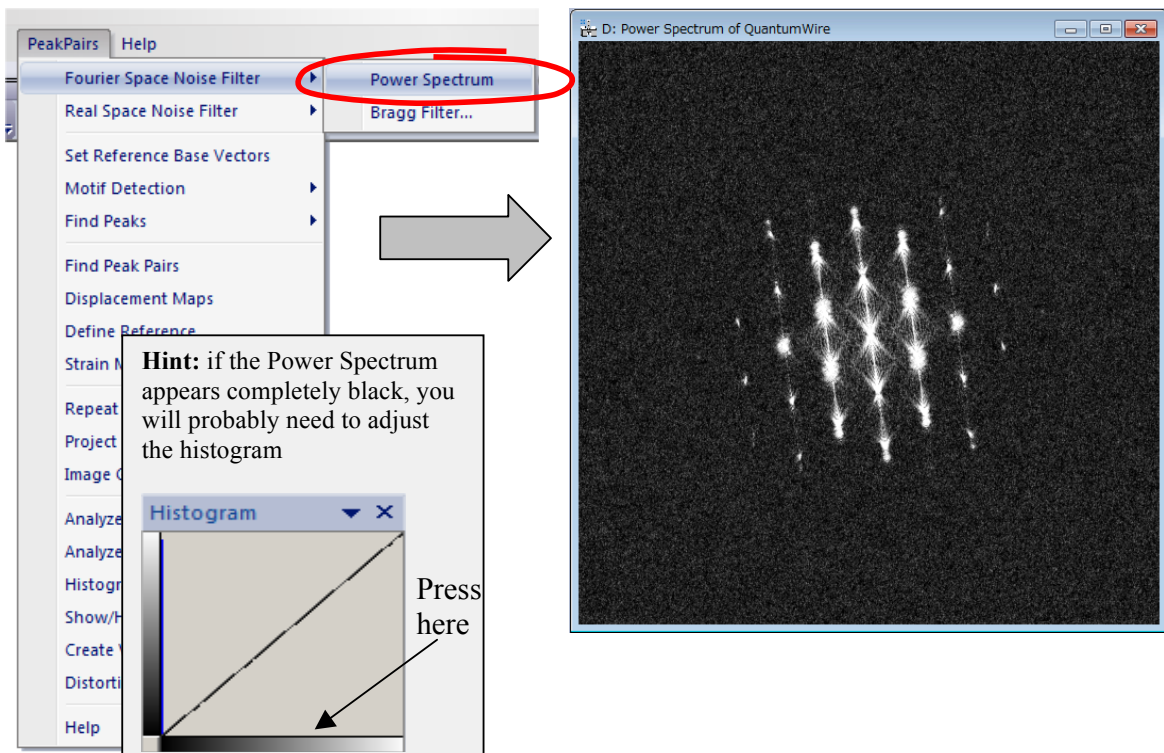 PeakPairs Help
Fourier Space Noise Filter
Power Spectrum
Real Space Noise Filter
Bragg Filter...
Set Reference Base Vectors
Motif Detection
Find Peaks
Find Peak Pairs
Displacement Maps
Define Reference
Strain M
Repeat
Project
Image
Analyze
Analyze
Histogr
Show/H
Create
Distorti
Help
Hint: if the Power Spectrum
appears completely black, you
will probably need to adjust
the histogram
Histogram
Press
here
D: Power Spectrum of QuantumWire